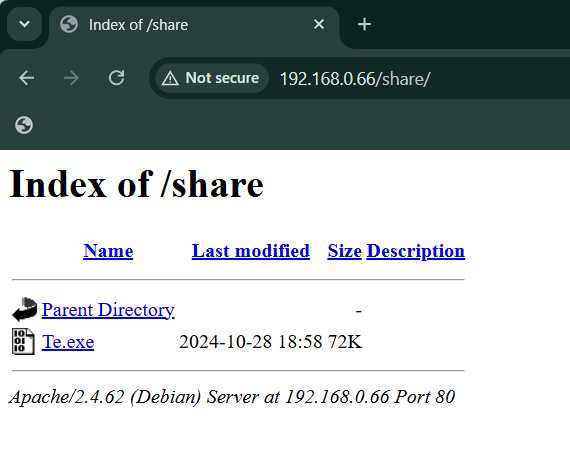 Index of /share
Not secure 192.168.0.66/share/
Index of /share
Name Last modified Size Description
Parent Directory -
Te.exe 2024-10-28 18:58 72K
Apache/2.4.62 (Debian) Server at 192.168.0.66 Port 80